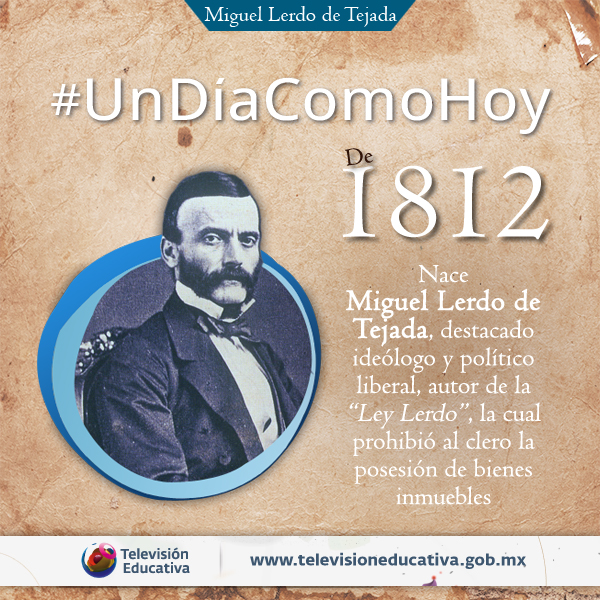 Miguel Lerdo de Tejada
#UnDíaComoHoy
De
1812
Nace
Miguel Lerdo de
Tejada, destacado
ideólogo y político
liberal, autor de la
“Ley Lerdo”, la cual
prohibió al clero la
posesión de bienes
inmuebles
Televisión
Educativa
www.televisioneducativa.gob.mx